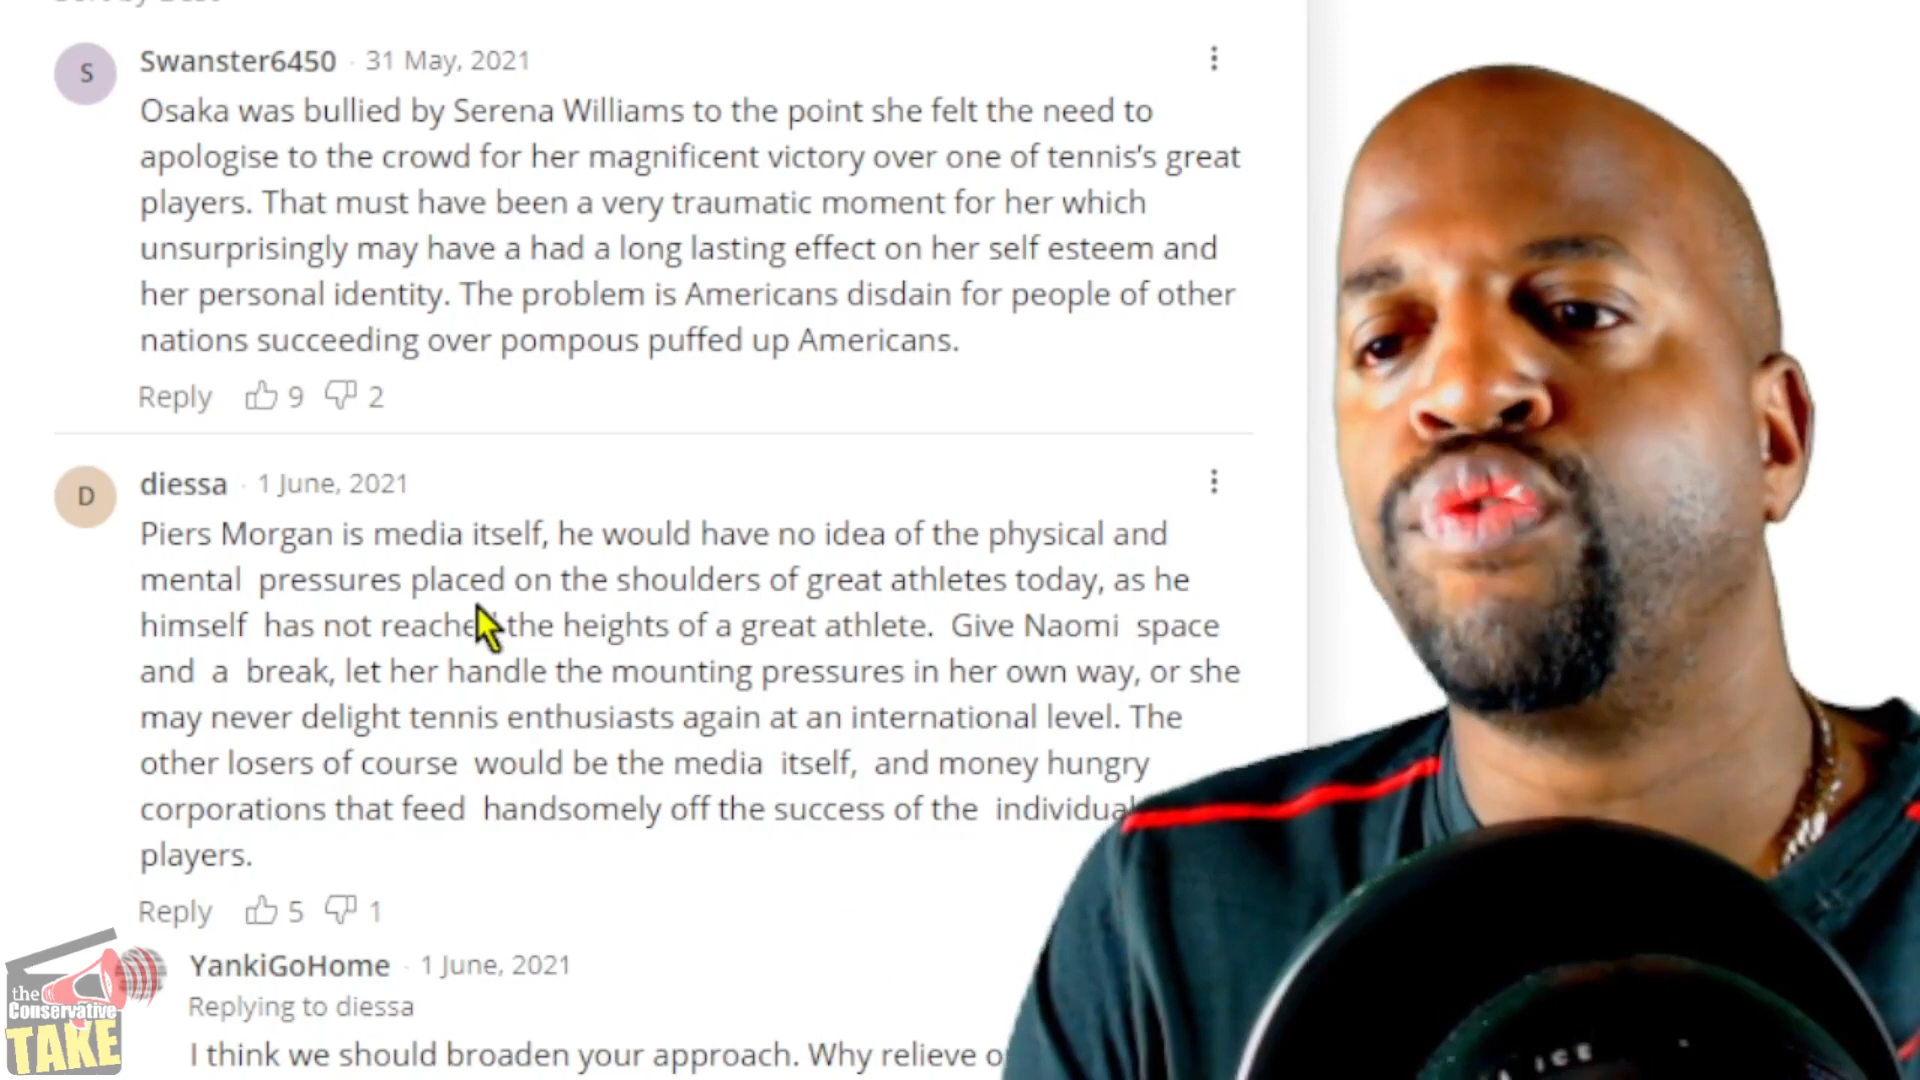 Sort by Best
S
Swanster6450 · 31 May, 2021
Osaka was bullied by Serena Williams to the point she felt the need to
apologise to the crowd for her magnificent victory over one of tennis's great
players. That must have been a very traumatic moment for her which
unsurprisingly may have a had a long lasting effect on her self esteem and
her personal identity. The problem is Americans disdain for people of other
nations succeeding over pompous puffed up Americans.
Reply 9 2
D
diessa · 1 June, 2021
Piers Morgan is media itself, he would have no idea of the physical and
mental pressures placed on the shoulders of great athletes today, as he
himself has not reache the heights of a great athlete. Give Naomi space
and a break, let her handle the mounting pressures in her own way, or she
may never delight tennis enthusiasts again at an international level. The
other losers of course would be the media itself, and money hungry
corporations that feed handsomely off the success of the individual
players.
Reply 5 1
YankiGoHome · 1 June, 2021
Replying to diessa
I think we should broaden your approach. Why relieve
the
Conservative
TAKE
ICE